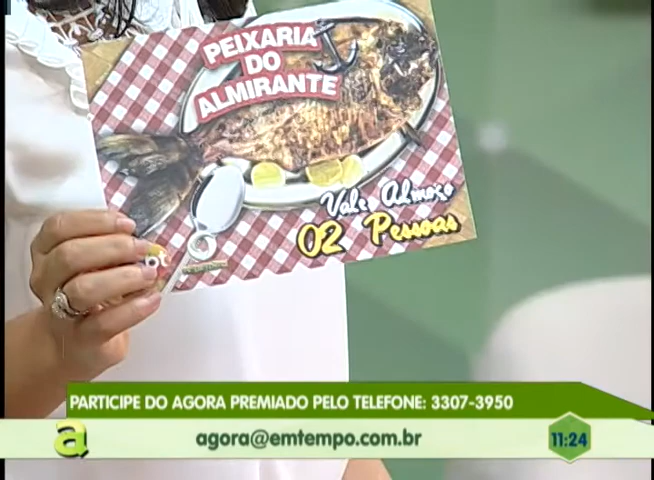 PEIXARIA
DO
ALMIRANTE
Vale Almoço
02 Pessoas
PARTICIPE DO AGORA PREMIADO PELO TELEFONE: 3307-3950
a
agora@emtempo.com.br
11:24